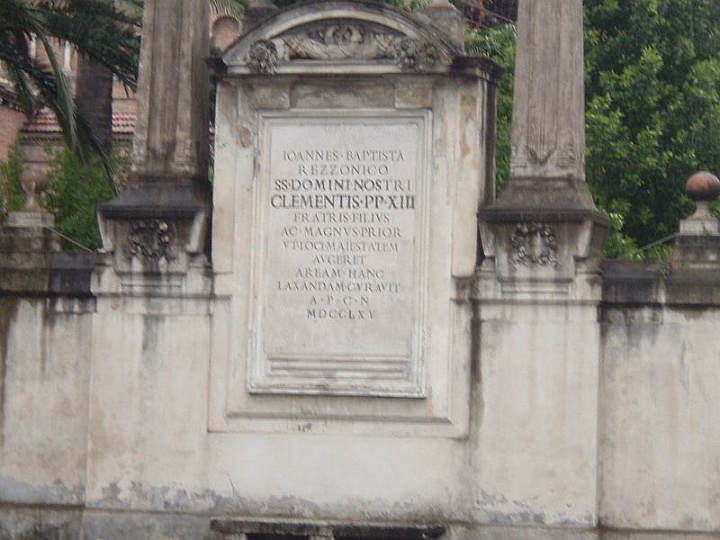 IOANNES·BAPTISTA
REZZONICO
SS·DOMINI·NOSTRI
CLEMENTIS·PP·XIII
FRATRIS·FILIVS
AC·MAGNVS·PRIOR
VT·LOCI·MAIESTATEM
AVGERET
AREAM·HANC
LAXANDAM·CVRAVIT
A·P·C·N
MDCCLXV